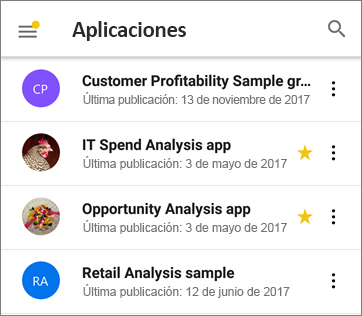 Aplicaciones
CP
Customer Profitability Sample gr...
Última publicación: 13 de noviembre de 2017
IT Spend Analysis app
Última publicación: 3 de mayo de 2017
Opportunity Analysis app
Última publicación: 3 de mayo de 2017
RA
Retail Analysis sample
Última publicación: 12 de junio de 2017